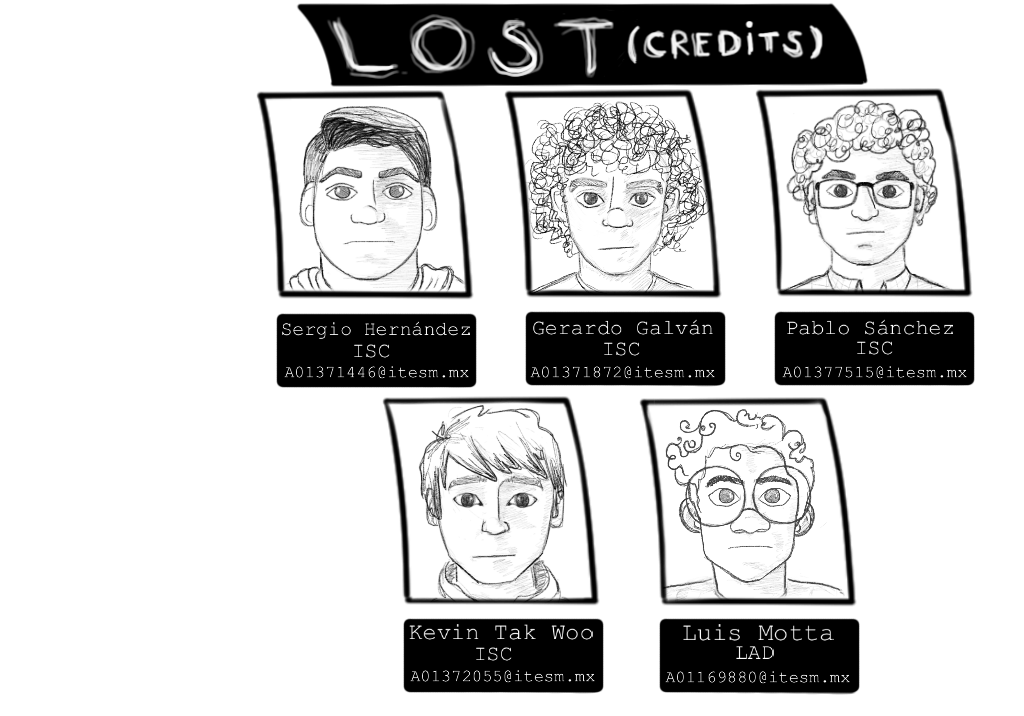 LOST (CREDITS)
Sergio Hernández
ISC
A01371446@itesm.mx
Gerardo Galván
ISC
A01371872@itesm.mx
Pablo Sánchez
ISC
A01377515@itesm.mx
Kevin Tak Woo
ISC
A01372055@itesm.mx
Luis Motta
LAD
A01169880@itesm.mx